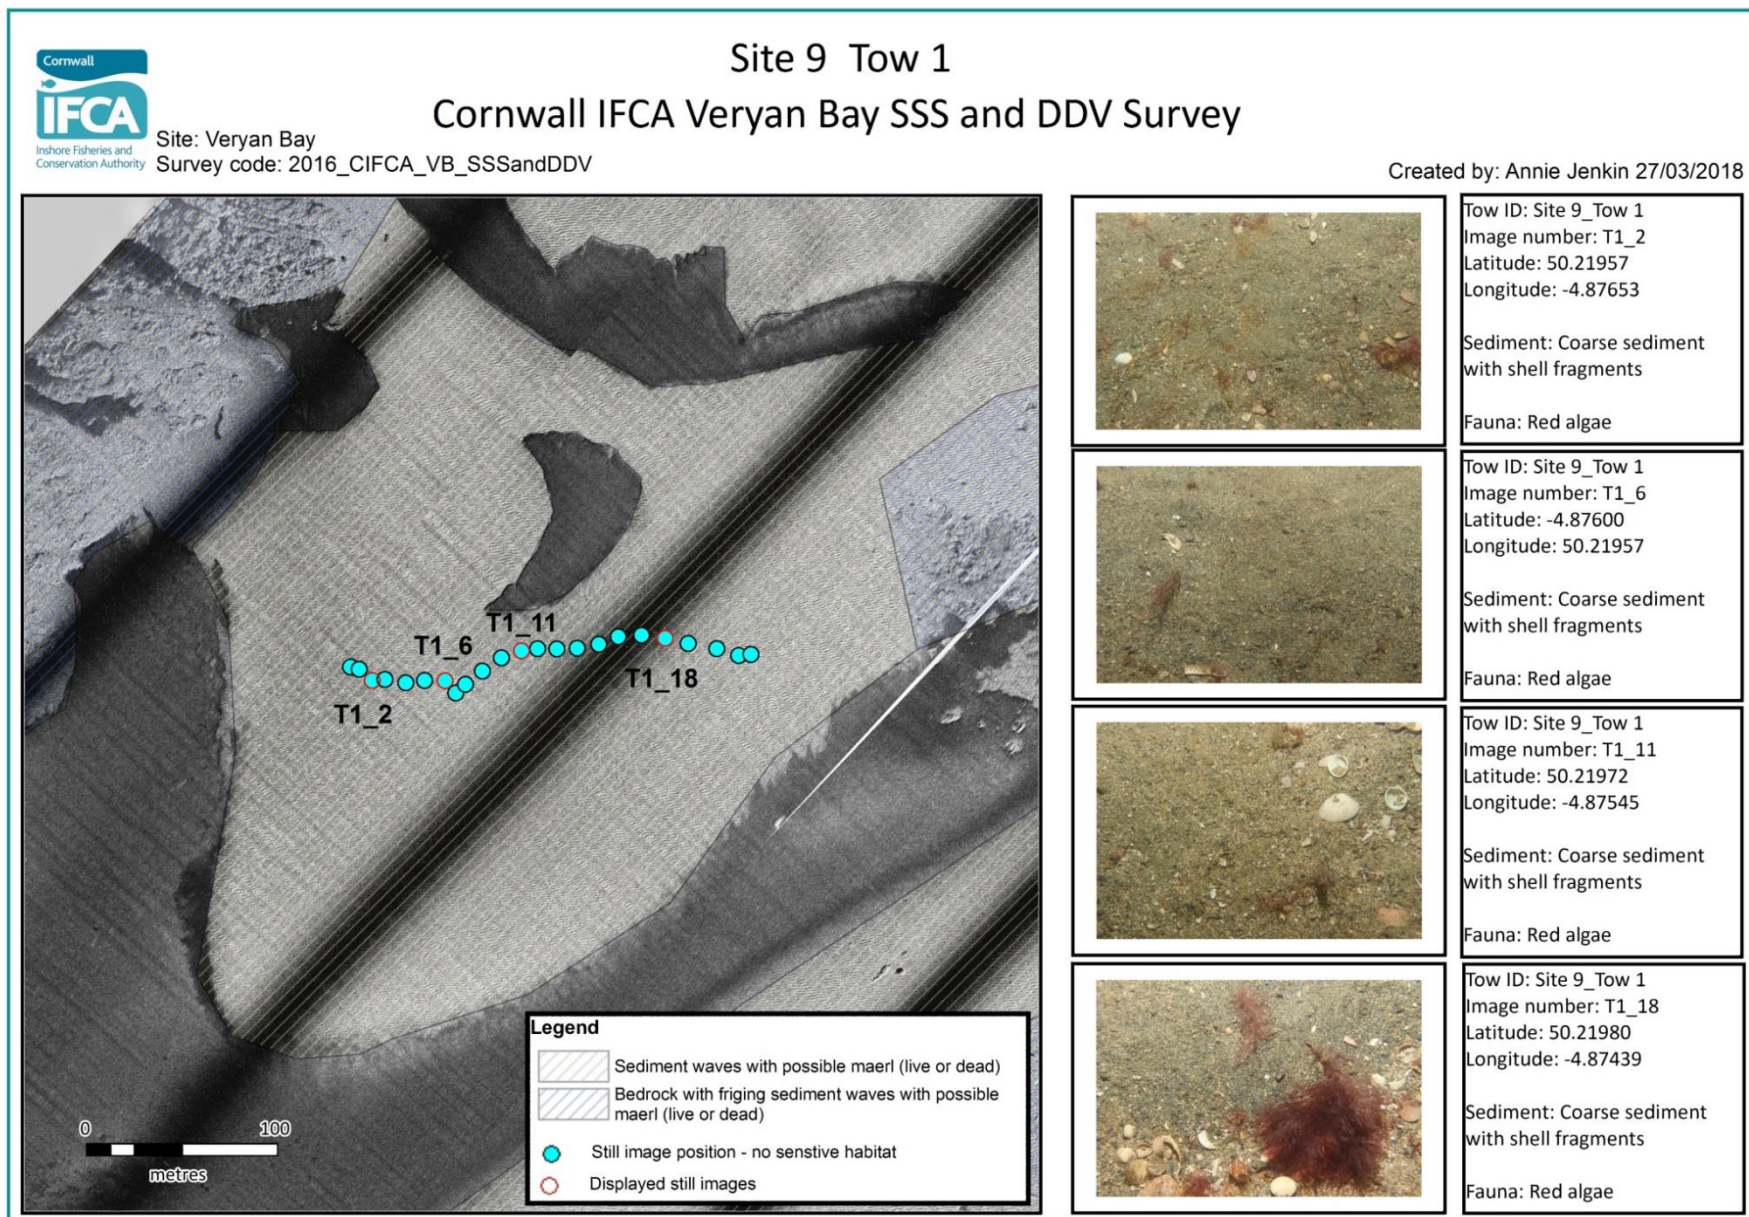 Site 9 Tow 1
Cornwall IFCA Veryan Bay SSS and DDV Survey
Cornwall
IFCA
Inshore Fisheries and
Conservation Authority
Site: Veryan Bay
Survey code: 2016_CIFCA_VB_SSSandDDV
Created by: Annie Jenkin 27/03/2018
T1_11
T1_6
T1_18
T1_2
Legend
Sediment waves with possible maerl (live or dead)
Bedrock with friging sediment waves with possible
maerl (live or dead)
Still image position - no senstive habitat
Displayed still images
0 100
metres
Tow ID: Site 9_Tow 1
Image number: T1_2
Latitude: 50.21957
Longitude: -4.87653
Sediment: Coarse sediment
with shell fragments
Fauna: Red algae
Tow ID: Site 9_Tow 1
Image number: T1_6
Latitude: -4.87600
Longitude: 50.21957
Sediment: Coarse sediment
with shell fragments
Fauna: Red algae
Tow ID: Site 9_Tow 1
Image number: T1_11
Latitude: 50.21972
Longitude: -4.87545
Sediment: Coarse sediment
with shell fragments
Fauna: Red algae
Tow ID: Site 9_Tow 1
Image number: T1_18
Latitude: 50.21980
Longitude: -4.87439
Sediment: Coarse sediment
with shell fragments
Fauna: Red algae